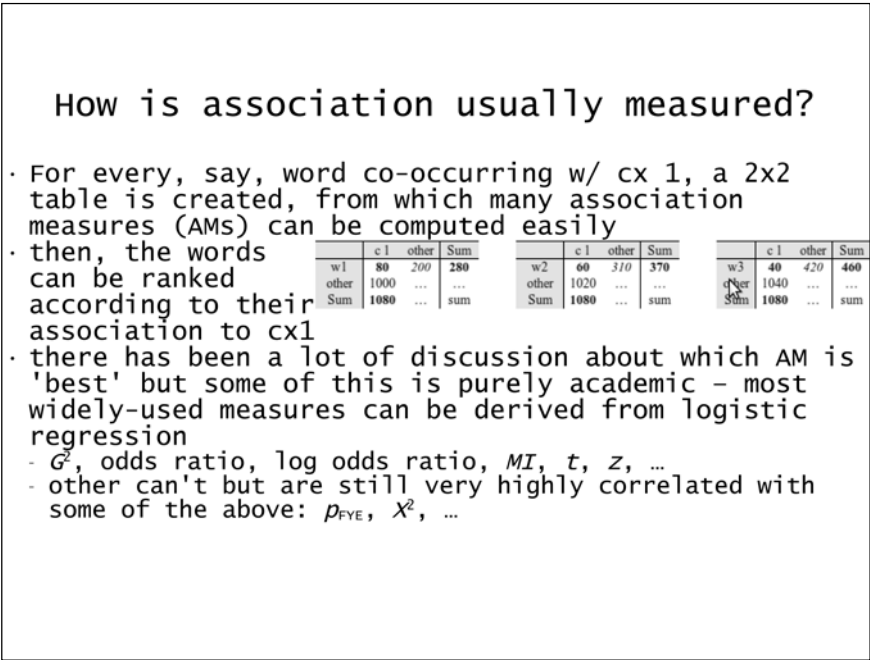 How is association usually measured?
· For every, say, word co-occurring w/ cx 1, a 2x2
table is created, from which many association
measures (AMs) can be computed easily
· then, the words
can be ranked
according to their
association to cx1
c 1 other Sum
w1 80 200 280
other 1000 ... ...
Sum 1080 ... sum
c 1 other Sum
w2 60 310 370
other 1020 ... ...
Sum 1080 ... sum
c 1 other Sum
w3 40 420 460
other 1040 ... ...
Sum 1080 ... sum
· there has been a lot of discussion about which AM is
'best' but some of this is purely academic – most
widely-used measures can be derived from logistic
regression
- G², odds ratio, log odds ratio, MI, t, z, …
- other can't but are still very highly correlated with
some of the above: pFYE, X², …